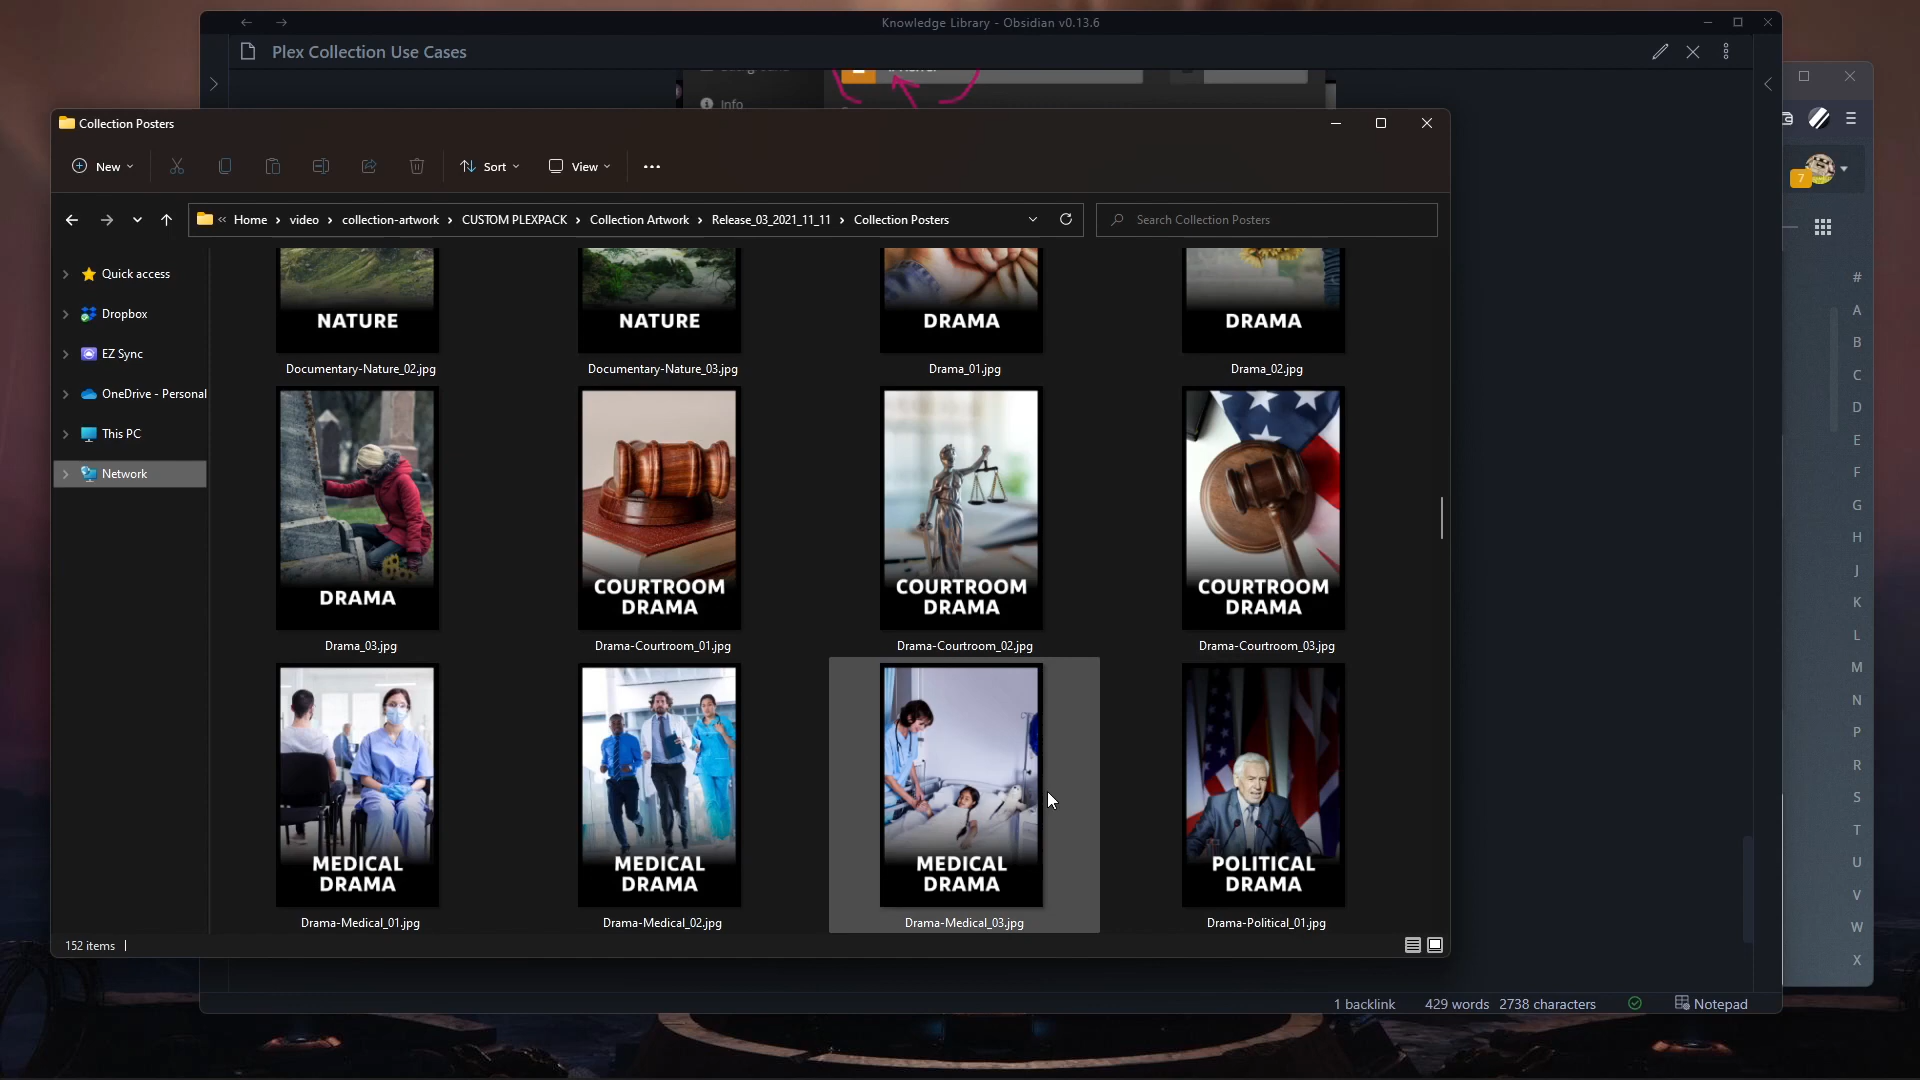 Knowledge Library - Obsidian v0.13.6
Plex Collection Use Cases
Info
Collection Posters
New
Sort
View
Home › video › collection-artwork › CUSTOM PLEXPACK › Collection Artwork › Release_03_2021_11_11 › Collection Posters
Search Collection Posters
7
Quick access
Dropbox
EZ Sync
OneDrive - Personal
This PC
Network
NATURE
NATURE
DRAMA
DRAMA
Documentary-Nature_02.jpg
Documentary-Nature_03.jpg
Drama_01.jpg
Drama_02.jpg
DRAMA
COURTROOM
DRAMA
COURTROOM
DRAMA
COURTROOM
DRAMA
Drama_03.jpg
Drama-Courtroom_01.jpg
Drama-Courtroom_02.jpg
Drama-Courtroom_03.jpg
MEDICAL
DRAMA
MEDICAL
DRAMA
MEDICAL
DRAMA
POLITICAL
DRAMA
Drama-Medical_01.jpg
Drama-Medical_02.jpg
Drama-Medical_03.jpg
Drama-Political_01.jpg
152 items
#
A
B
C
D
E
F
G
H
J
K
L
M
N
P
R
S
T
U
V
W
X
1 backlink
429 words 2738 characters
Notepad